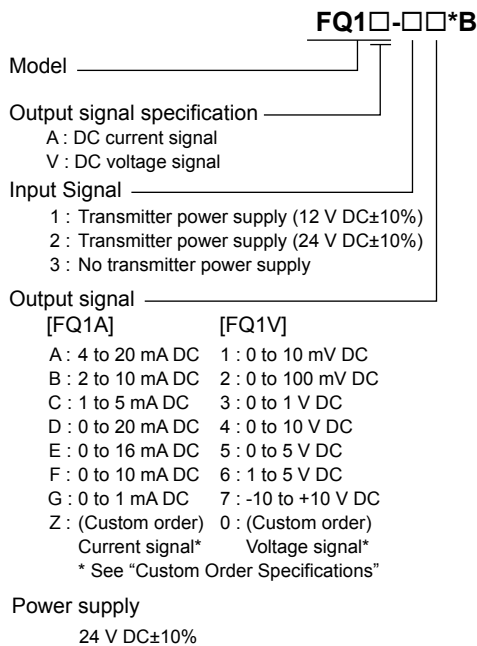 FQ1□-□□*B
Model
Output signal specification
A : DC current signal
V : DC voltage signal
Input Signal
1 : Transmitter power supply (12 V DC±10%)
2 : Transmitter power supply (24 V DC±10%)
3 : No transmitter power supply
Output signal
[FQ1A] [FQ1V]
A : 4 to 20 mA DC 1 : 0 to 10 mV DC
B : 2 to 10 mA DC 2 : 0 to 100 mV DC
C : 1 to 5 mA DC 3 : 0 to 1 V DC
D : 0 to 20 mA DC 4 : 0 to 10 V DC
E : 0 to 16 mA DC 5 : 0 to 5 V DC
F : 0 to 10 mA DC 6 : 1 to 5 V DC
G : 0 to 1 mA DC 7 : -10 to +10 V DC
Z : (Custom order) 0 : (Custom order)
Current signal* Voltage signal*
* See “Custom Order Specifications”
Power supply
24 V DC±10%